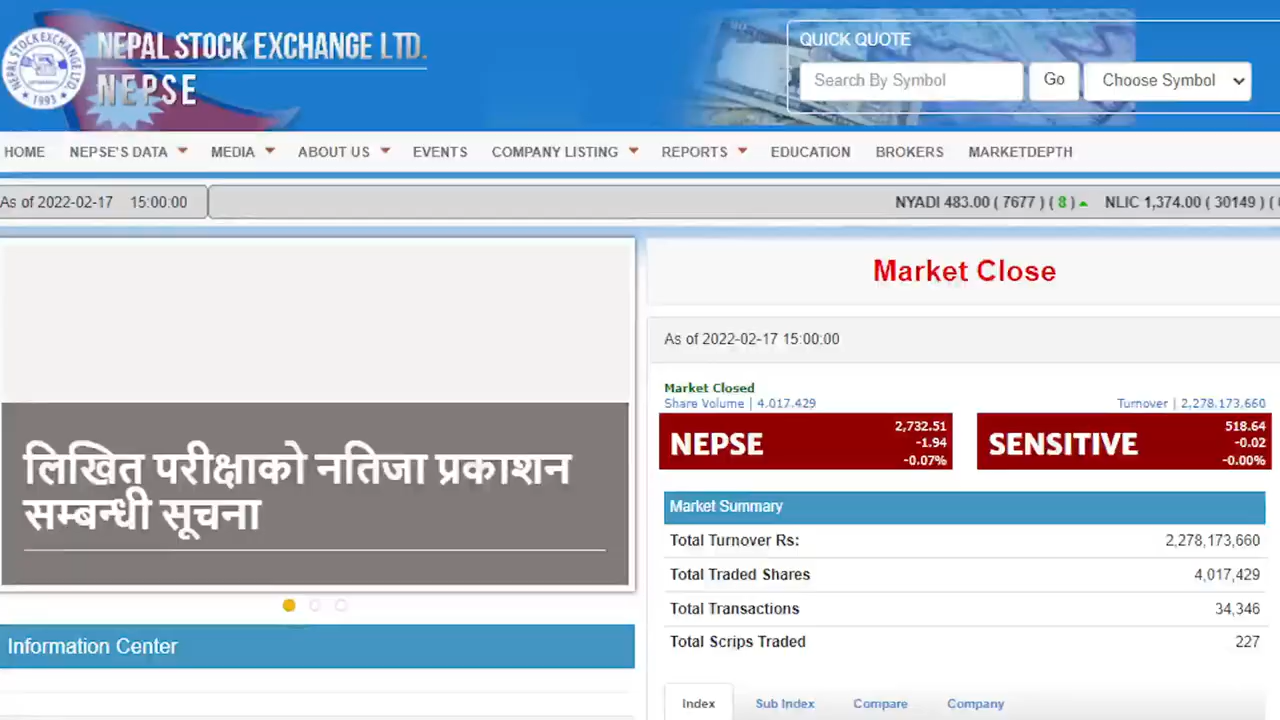 NEPAL STOCK EXCHANGE LTD.
NEPSE
NEPAL STOCK EXCHANGE LTD.
1993
QUICK QUOTE
Search By Symbol Go Choose Symbol
HOME NEPSE'S DATA MEDIA ABOUT US EVENTS COMPANY LISTING REPORTS EDUCATION BROKERS MARKETDEPTH
As of 2022-02-17 15:00:00 NYADI 483.00 ( 7677 ) ( 8 ) NLIC 1,374.00 ( 30149 ) (
लिखित परीक्षाको नतिजा प्रकाशन
सम्बन्धी सूचना
Information Center
Market Close
As of 2022-02-17 15:00:00
Market Closed
Share Volume | 4,017,429 Turnover | 2,278,173,660
NEPSE 2,732.51
-1.94
-0.07%
SENSITIVE 518.64
-0.02
-0.00%
Market Summary
Total Turnover Rs: 2,278,173,660
Total Traded Shares 4,017,429
Total Transactions 34,346
Total Scrips Traded 227
Index Sub Index Compare Company